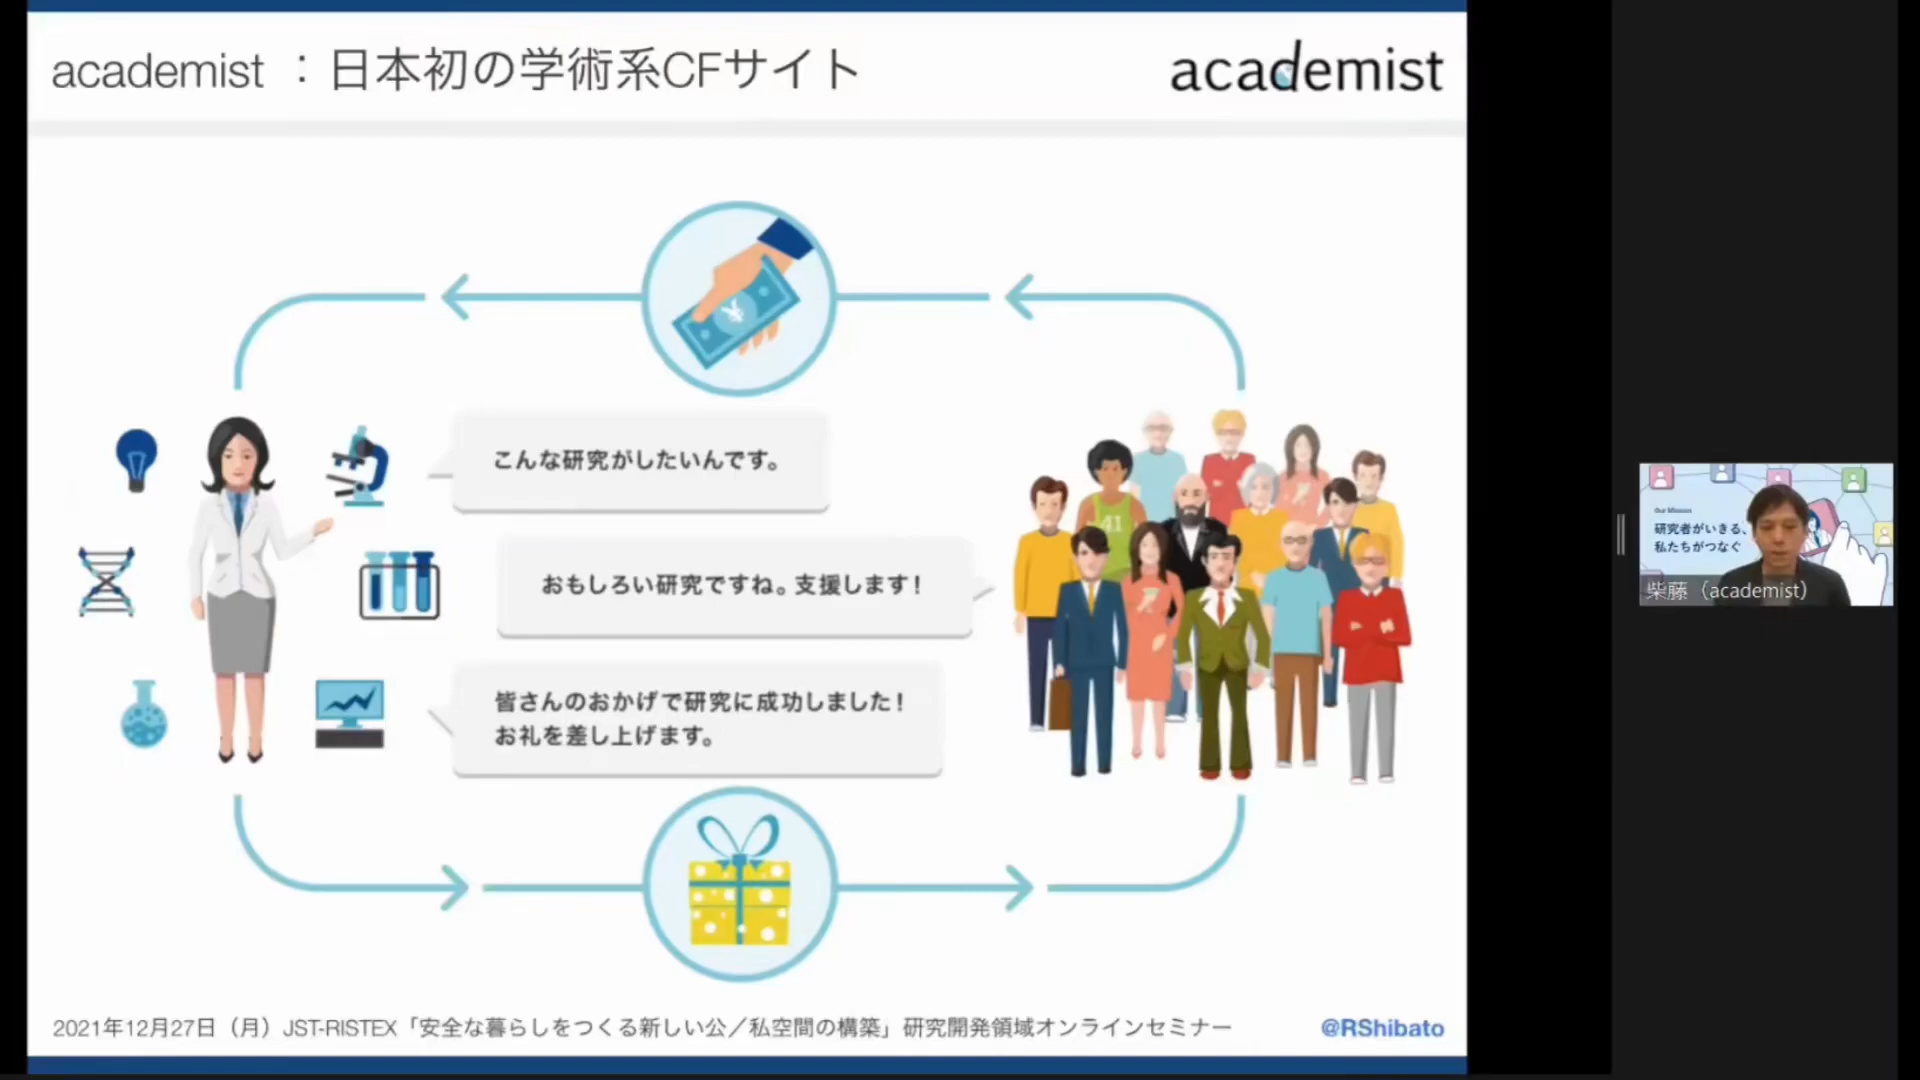 academist ：日本初の学術系CFサイト
academist
こんな研究がしたいんです。
おもしろい研究ですね。支援します！
41
皆さんのおかげで研究に成功しました！
お礼を差し上げます。
2021年12月27日（月）JST-RISTEX「安全な暮らしをつくる新しい公／私空間の構築」研究開発領域オンラインセミナー
@RShibato
Our Mission
研究者がいきる、
私たちがつなぐ
柴藤（academist）